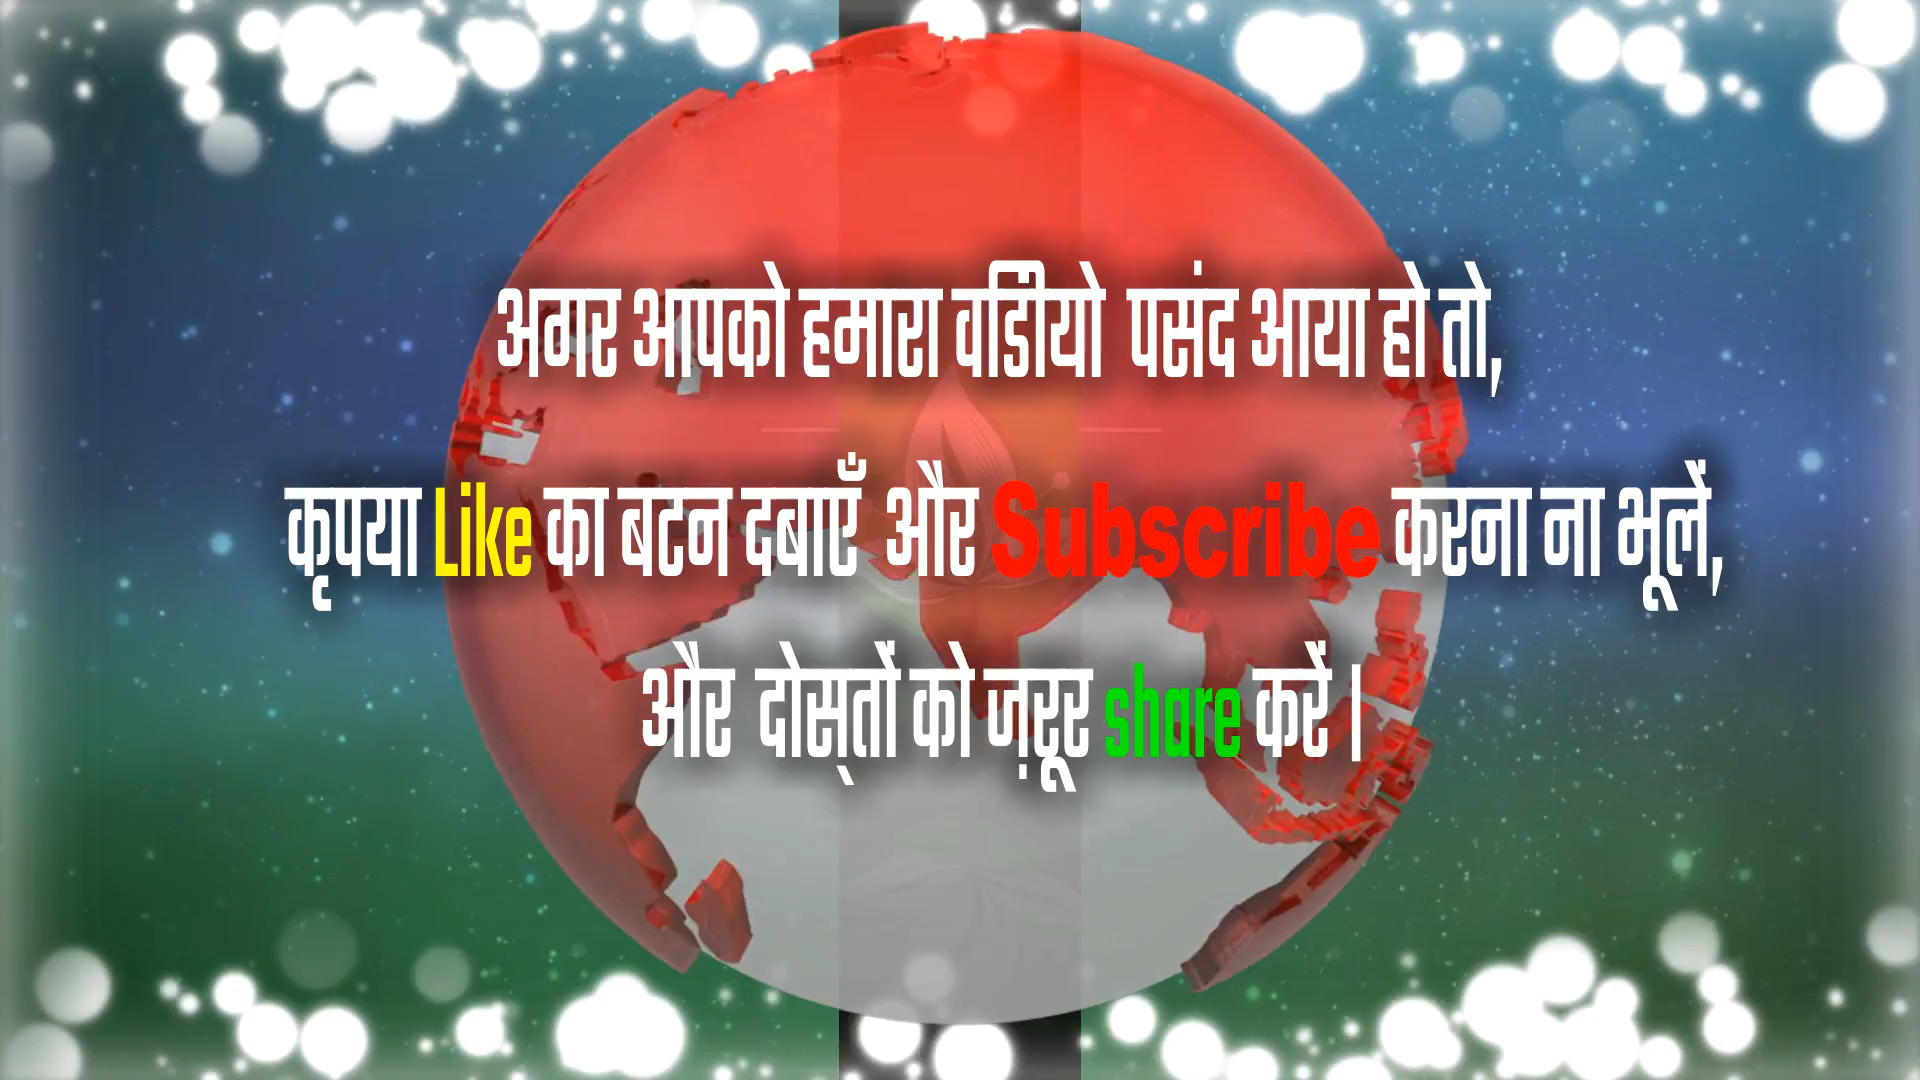 अगर आपको हमारा वडिीयो पसंद आया हो तो,
कृपया Like का बटन दबाएँ और Subscribe करना ना भूलें,
और दोस्तों को ज़रूर share करें |